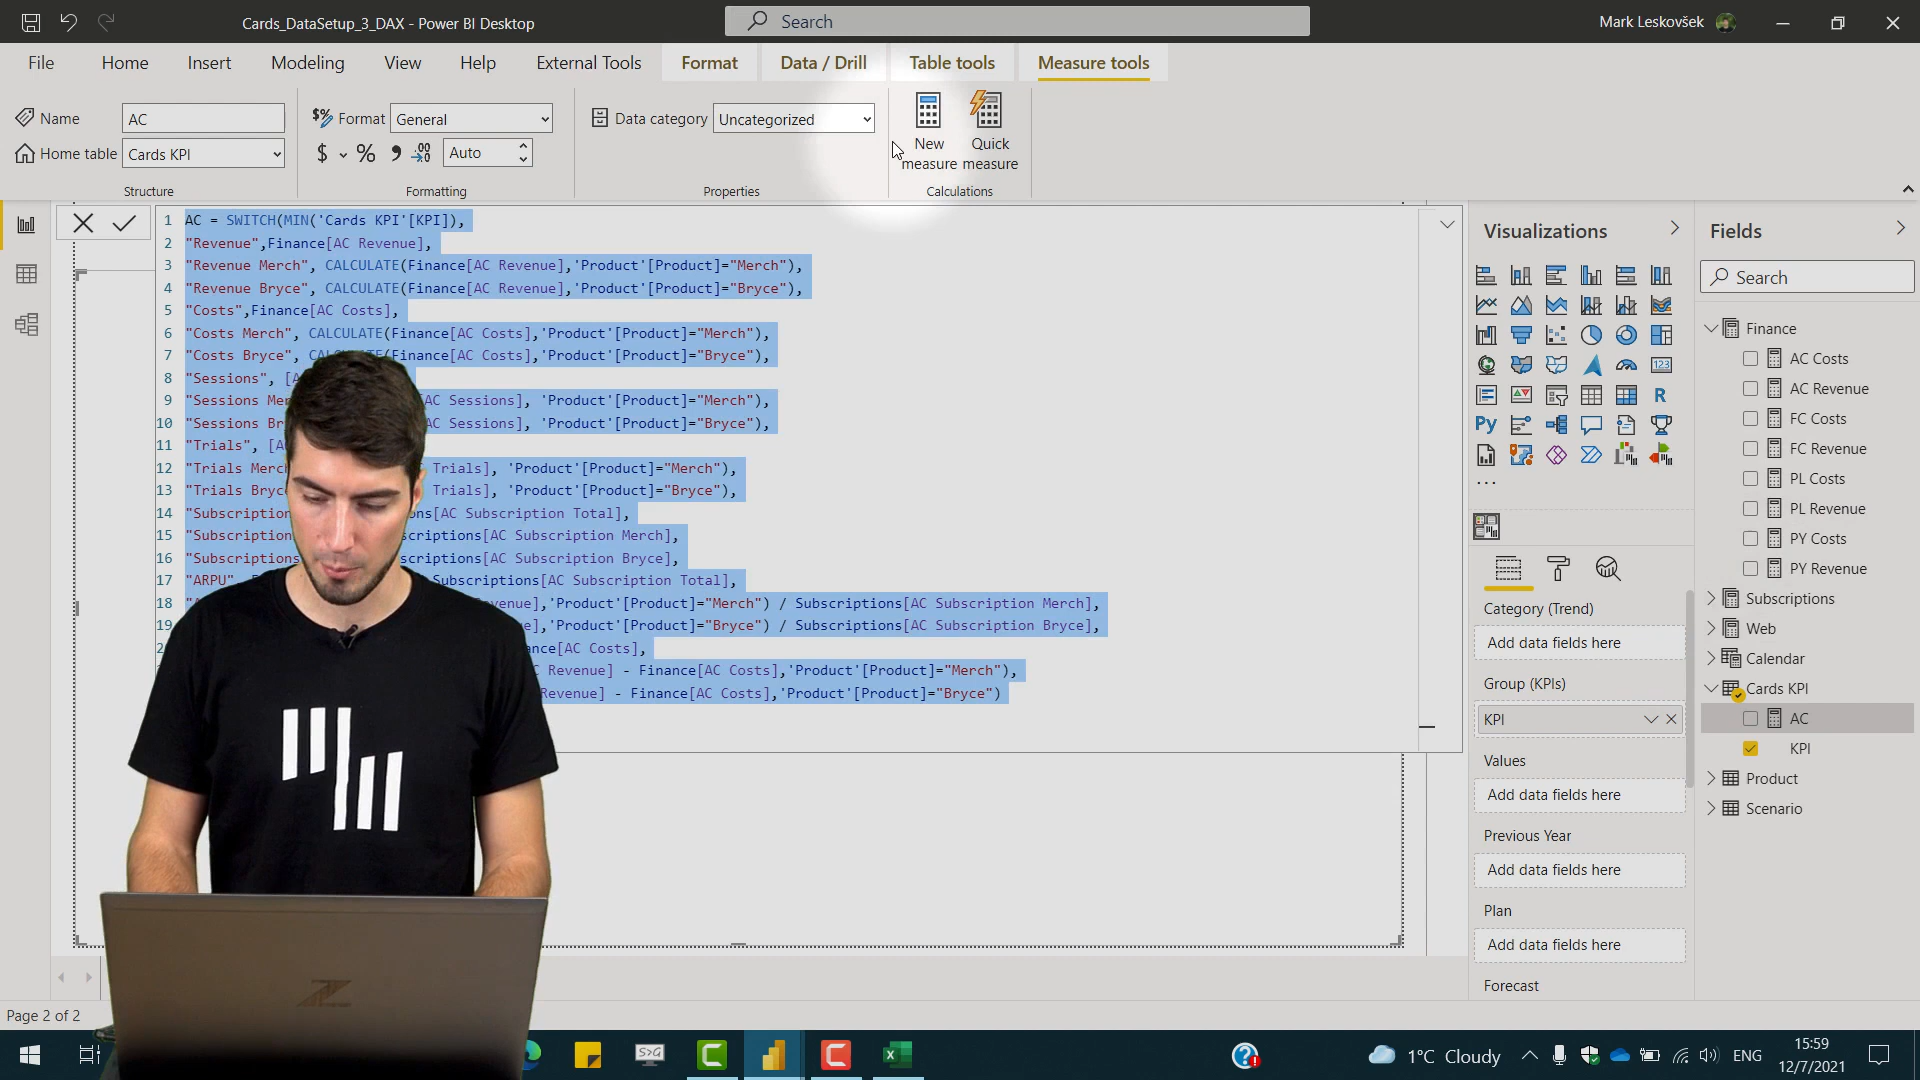 Cards_DataSetup_3_DAX - Power BI Desktop
Search
Mark Leskovšek
File
Home
Insert
Modeling
View
Help
External Tools
Format
Data / Drill
Table tools
Measure tools
Name
AC
Format
General
Data category
Uncategorized
New measure
Quick measure
Home table
Cards KPI
$
%
Auto
Structure
Formatting
Properties
Calculations
1 AC = SWITCH(MIN('Cards KPI'[KPI]),
2 "Revenue",Finance[AC Revenue],
3 "Revenue Merch", CALCULATE(Finance[AC Revenue],'Product'[Product]="Merch"),
4 "Revenue Bryce", CALCULATE(Finance[AC Revenue],'Product'[Product]="Bryce"),
5 "Costs",Finance[AC Costs],
6 "Costs Merch", CALCULATE(Finance[AC Costs],'Product'[Product]="Merch"),
7 "Costs Bryce", CALCULATE(Finance[AC Costs],'Product'[Product]="Bryce"),
8 "Sessions",
9 "Sessions AC Sessions], 'Product'[Product]="Merch"),
10 "Sessions AC Sessions], 'Product'[Product]="Bryce"),
11 "Trials",
12 "Trials Merch Trials], 'Product'[Product]="Merch"),
13 "Trials Bryce Trials], 'Product'[Product]="Bryce"),
14 "Subscription [AC Subscription Total],
15 "Subscription [AC Subscription Merch],
16 "Subscriptions [AC Subscription Bryce],
17 "ARPU", Subscriptions[AC Subscription Total],
18 'Product'[Product]="Merch") / Subscriptions[AC Subscription Merch],
19 'Product'[Product]="Bryce") / Subscriptions[AC Subscription Bryce],
[AC Costs],
Revenue] - Finance[AC Costs],'Product'[Product]="Merch"),
Revenue] - Finance[AC Costs],'Product'[Product]="Bryce")
Visualizations
123
R
Py
Category (Trend)
Add data fields here
Group (KPIs)
KPI
Values
Add data fields here
Previous Year
Add data fields here
Plan
Add data fields here
Forecast
Fields
Search
Finance
AC Costs
AC Revenue
FC Costs
FC Revenue
PL Costs
PL Revenue
PY Costs
PY Revenue
Subscriptions
Web
Calendar
Cards KPI
AC
KPI
Product
Scenario
Page 2 of 2
1°C Cloudy
ENG
15:59
12/7/2021